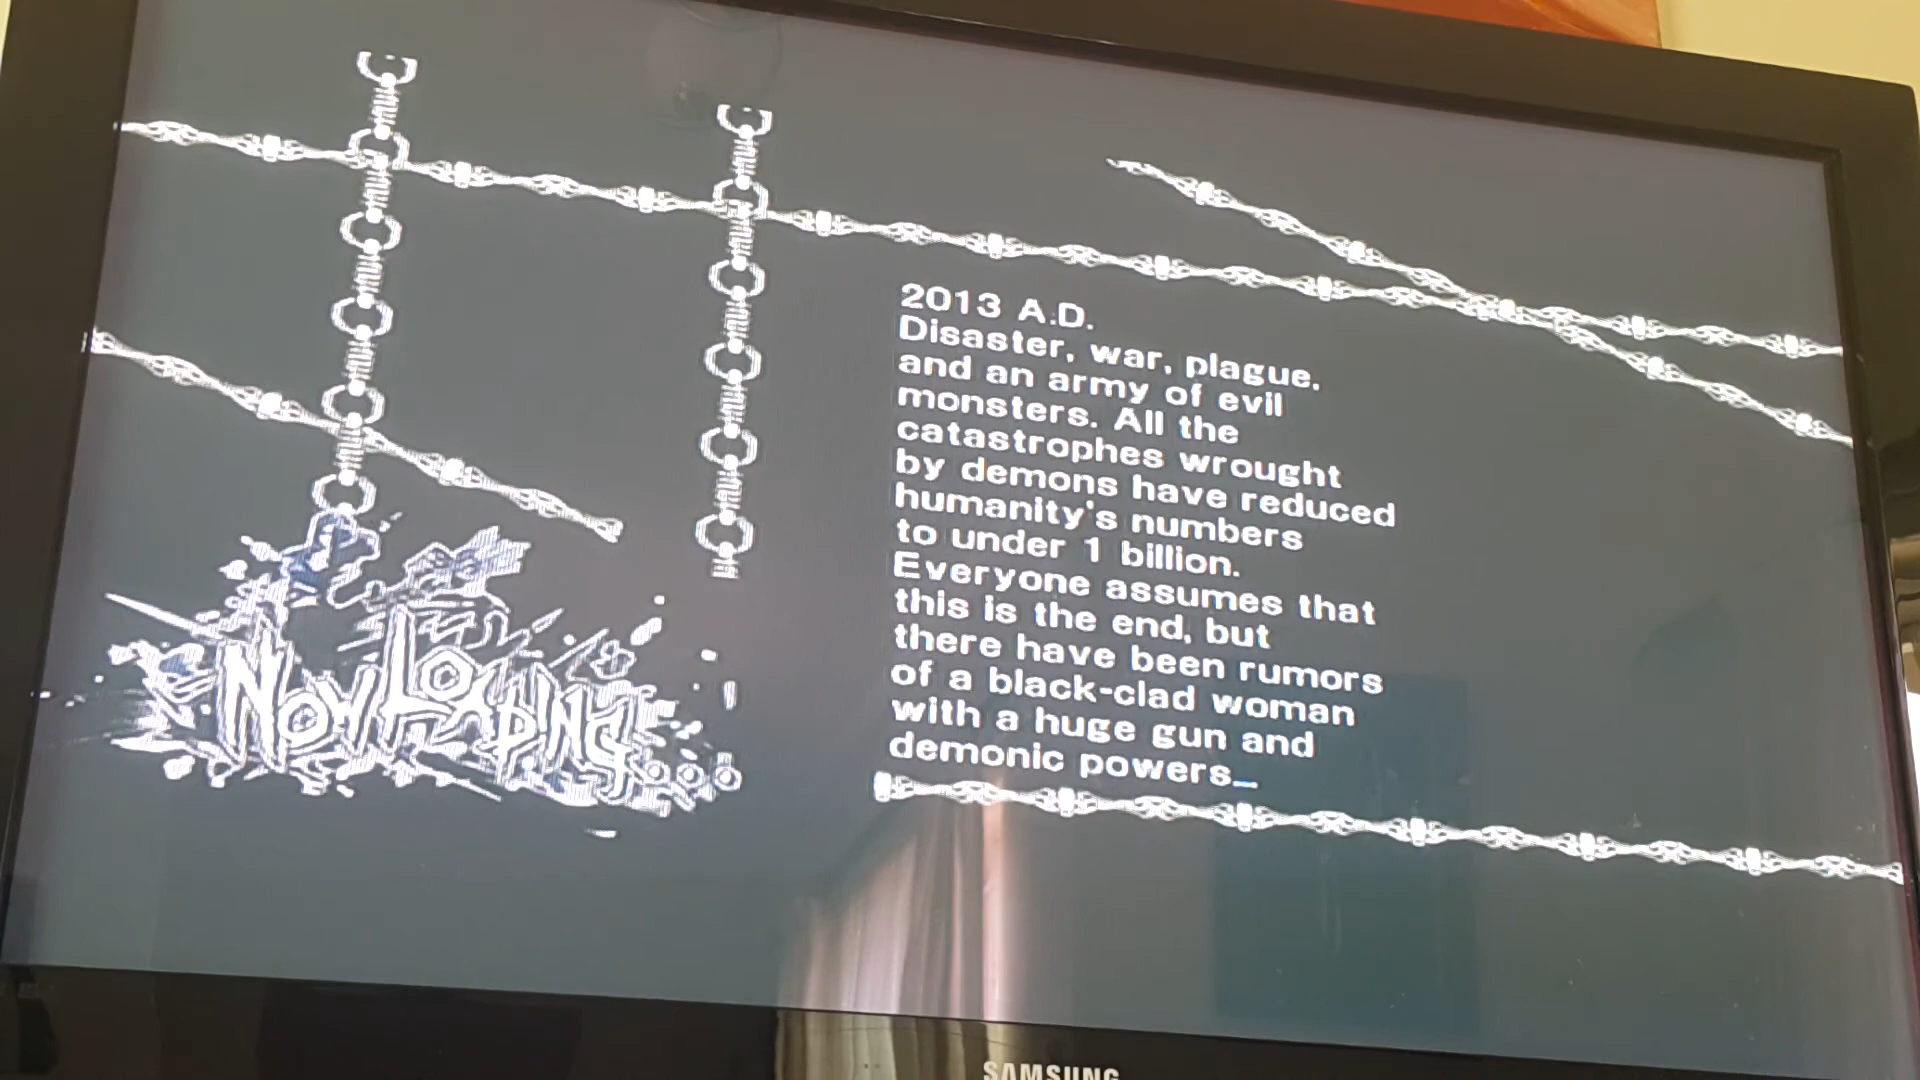 2013 A.D.
Disaster, war, plague,
and an army of evil
monsters. All the
catastrophes wrought
by demons have reduced
humanity's numbers
to under 1 billion.
Everyone assumes that
this is the end, but
there have been rumors
of a black-clad woman
with a huge gun and
demonic powers…
Now Loading...
SAMSUNG